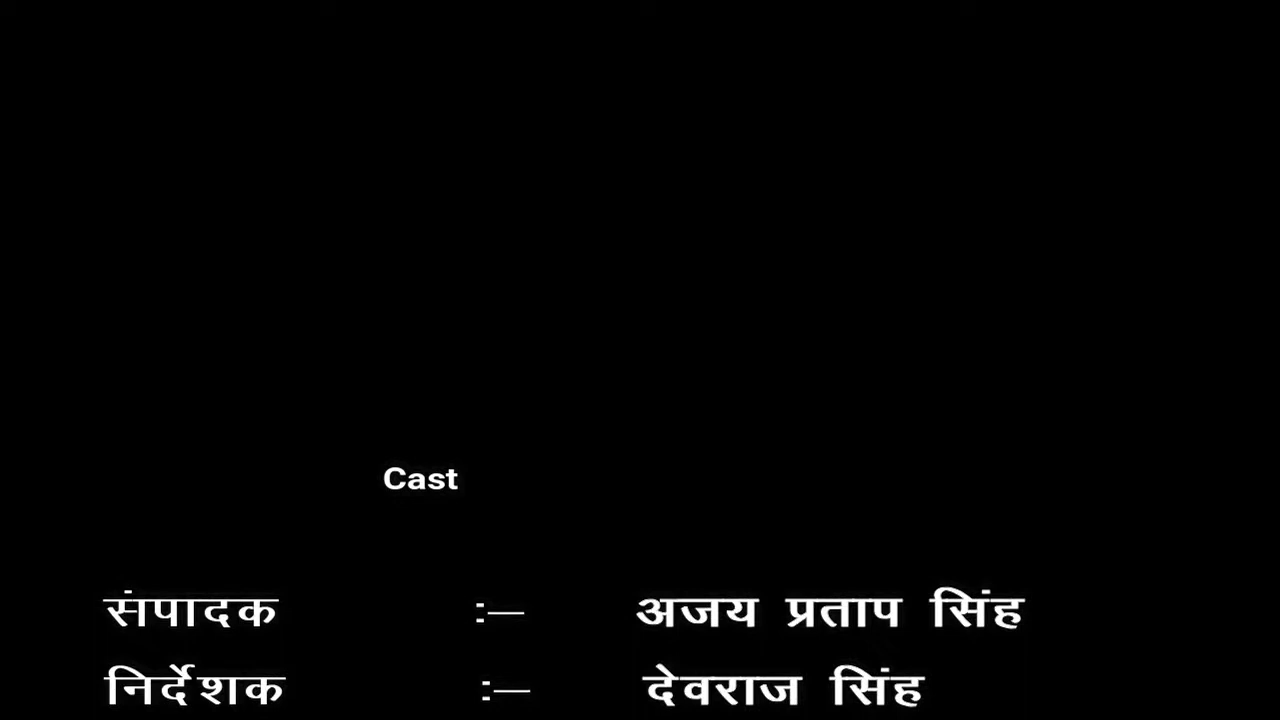 Cast
संपादक :— अजय प्रताप सिंह
निर्देशक :— देवराज सिंह